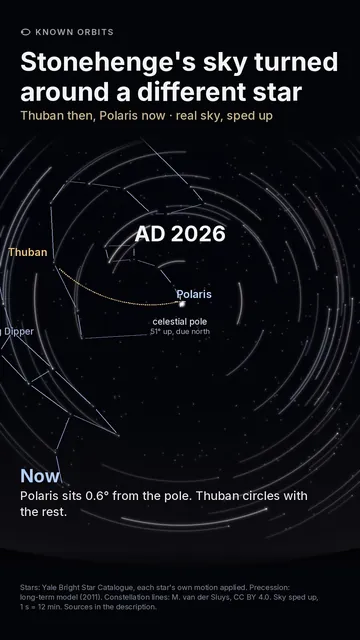 KNOWN ORBITS
Stonehenge's sky turned
around a different star
Thuban then, Polaris now · real sky, sped up
AD 2026
Thuban
Polaris
celestial pole
51° up, due north
Dipper
Now
Polaris sits 0.6° from the pole. Thuban circles with
the rest.
Stars: Yale Bright Star Catalogue, each star's own motion applied. Precession:
long-term model (2011). Constellation lines: M. van der Sluys, CC BY 4.0. Sky sped up,
1 s = 12 min. Sources in the description.